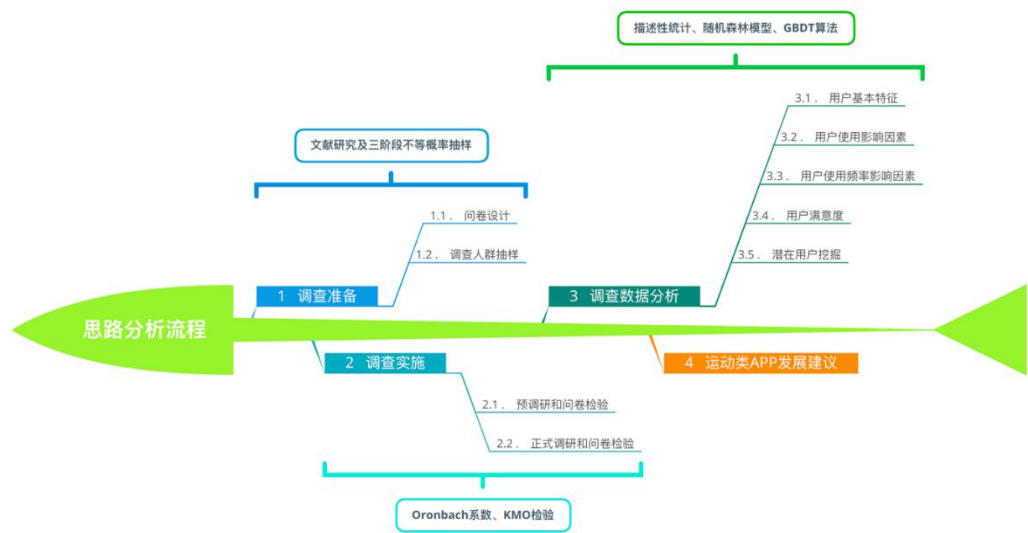 描述性统计、随机森林模型、GBDT算法
3.1. 用户基本特征
3.2. 用户使用影响因素
3.3. 用户使用频率影响因素
3.4. 用户满意度
3.5. 潜在用户挖掘
文献研究及三阶段不等概率抽样
1.1. 问卷设计
1.2. 调查人群抽样
1 调查准备
3 调查数据分析
思路分析流程
2 调查实施
4 运动类APP发展建议
2.1. 预调研和问卷检验
2.2. 正式调研和问卷检验
Oronbach系数、KMO检验